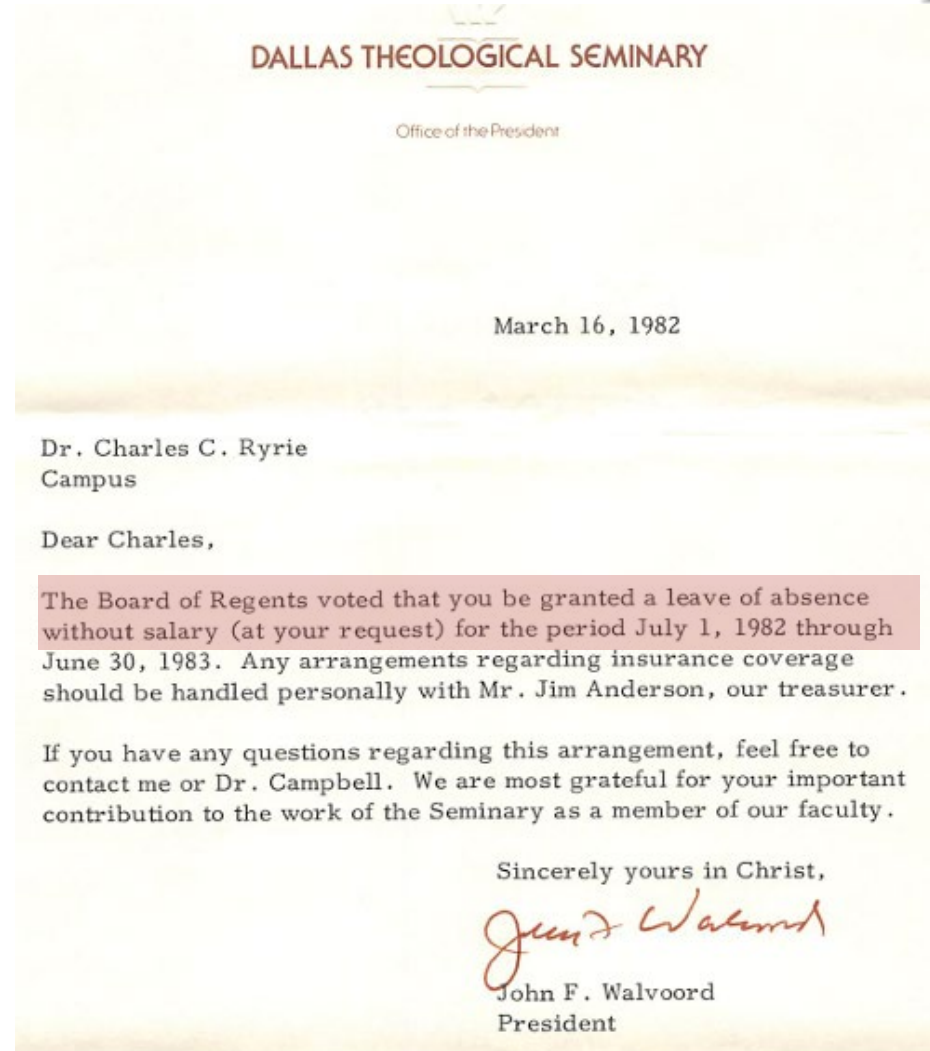 DALLAS THEOLOGICAL SEMINARY
Office of the President
March 16, 1982
Dr. Charles C. Ryrie
Campus
Dear Charles,
The Board of Regents voted that you be granted a leave of absence
without salary (at your request) for the period July 1, 1982 through
June 30, 1983. Any arrangements regarding insurance coverage
should be handled personally with Mr. Jim Anderson, our treasurer.
If you have any questions regarding this arrangement, feel free to
contact me or Dr. Campbell. We are most grateful for your important
contribution to the work of the Seminary as a member of our faculty.
Sincerely yours in Christ,
John F. Walvoord
John F. Walvoord
President